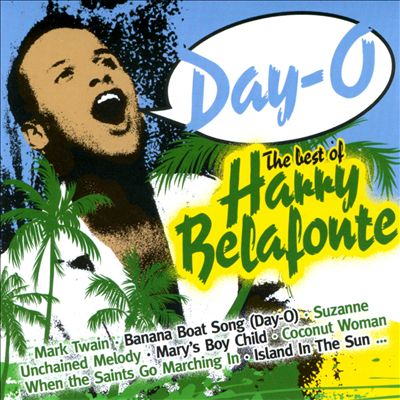 Day-O
The best of
Harry
Belafonte
Mark Twain · Banana Boat Song (Day-O) · Suzanne
Unchained Melody · Mary's Boy Child · Coconut Woman
When the Saints Go Marching In · Island In The Sun ...